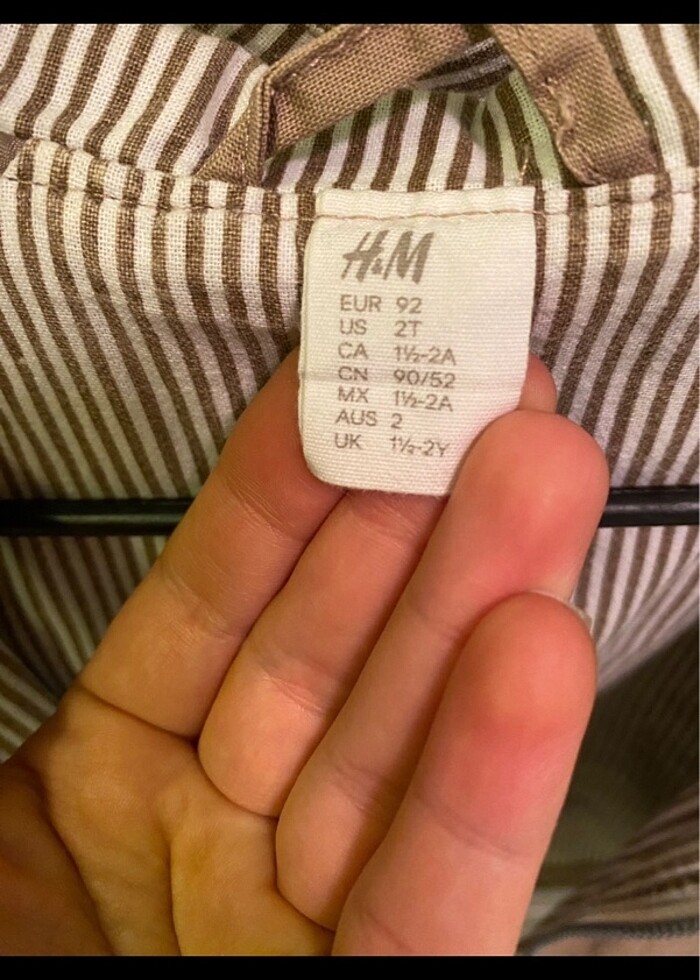 H&M
EUR 92
US 2T
CA 1½-2A
CN 90/52
MX 1½-2A
AUS 2
UK 1½-2Y